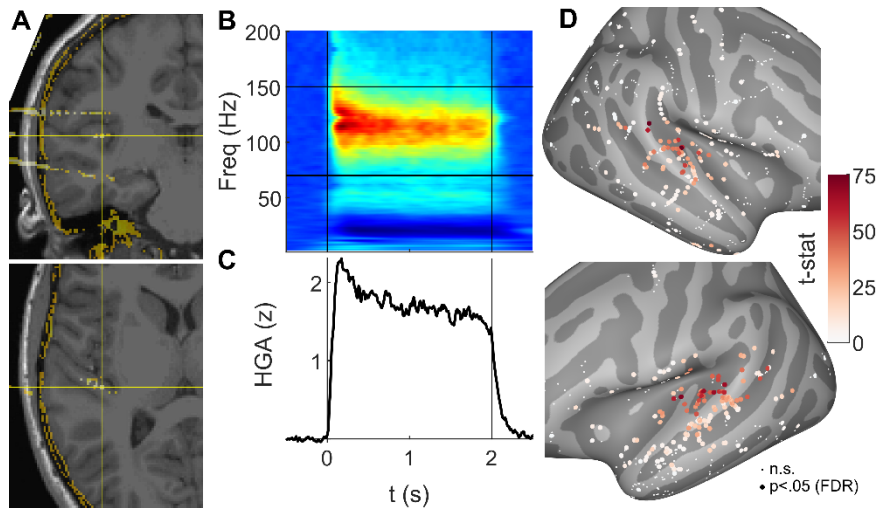 A
B
200
150
100
50
Freq (Hz)
C
2
1
HGA (z)
0
1
2
t (s)
D
75
50
25
0
t-stat
n.s.
p<.05 (FDR)